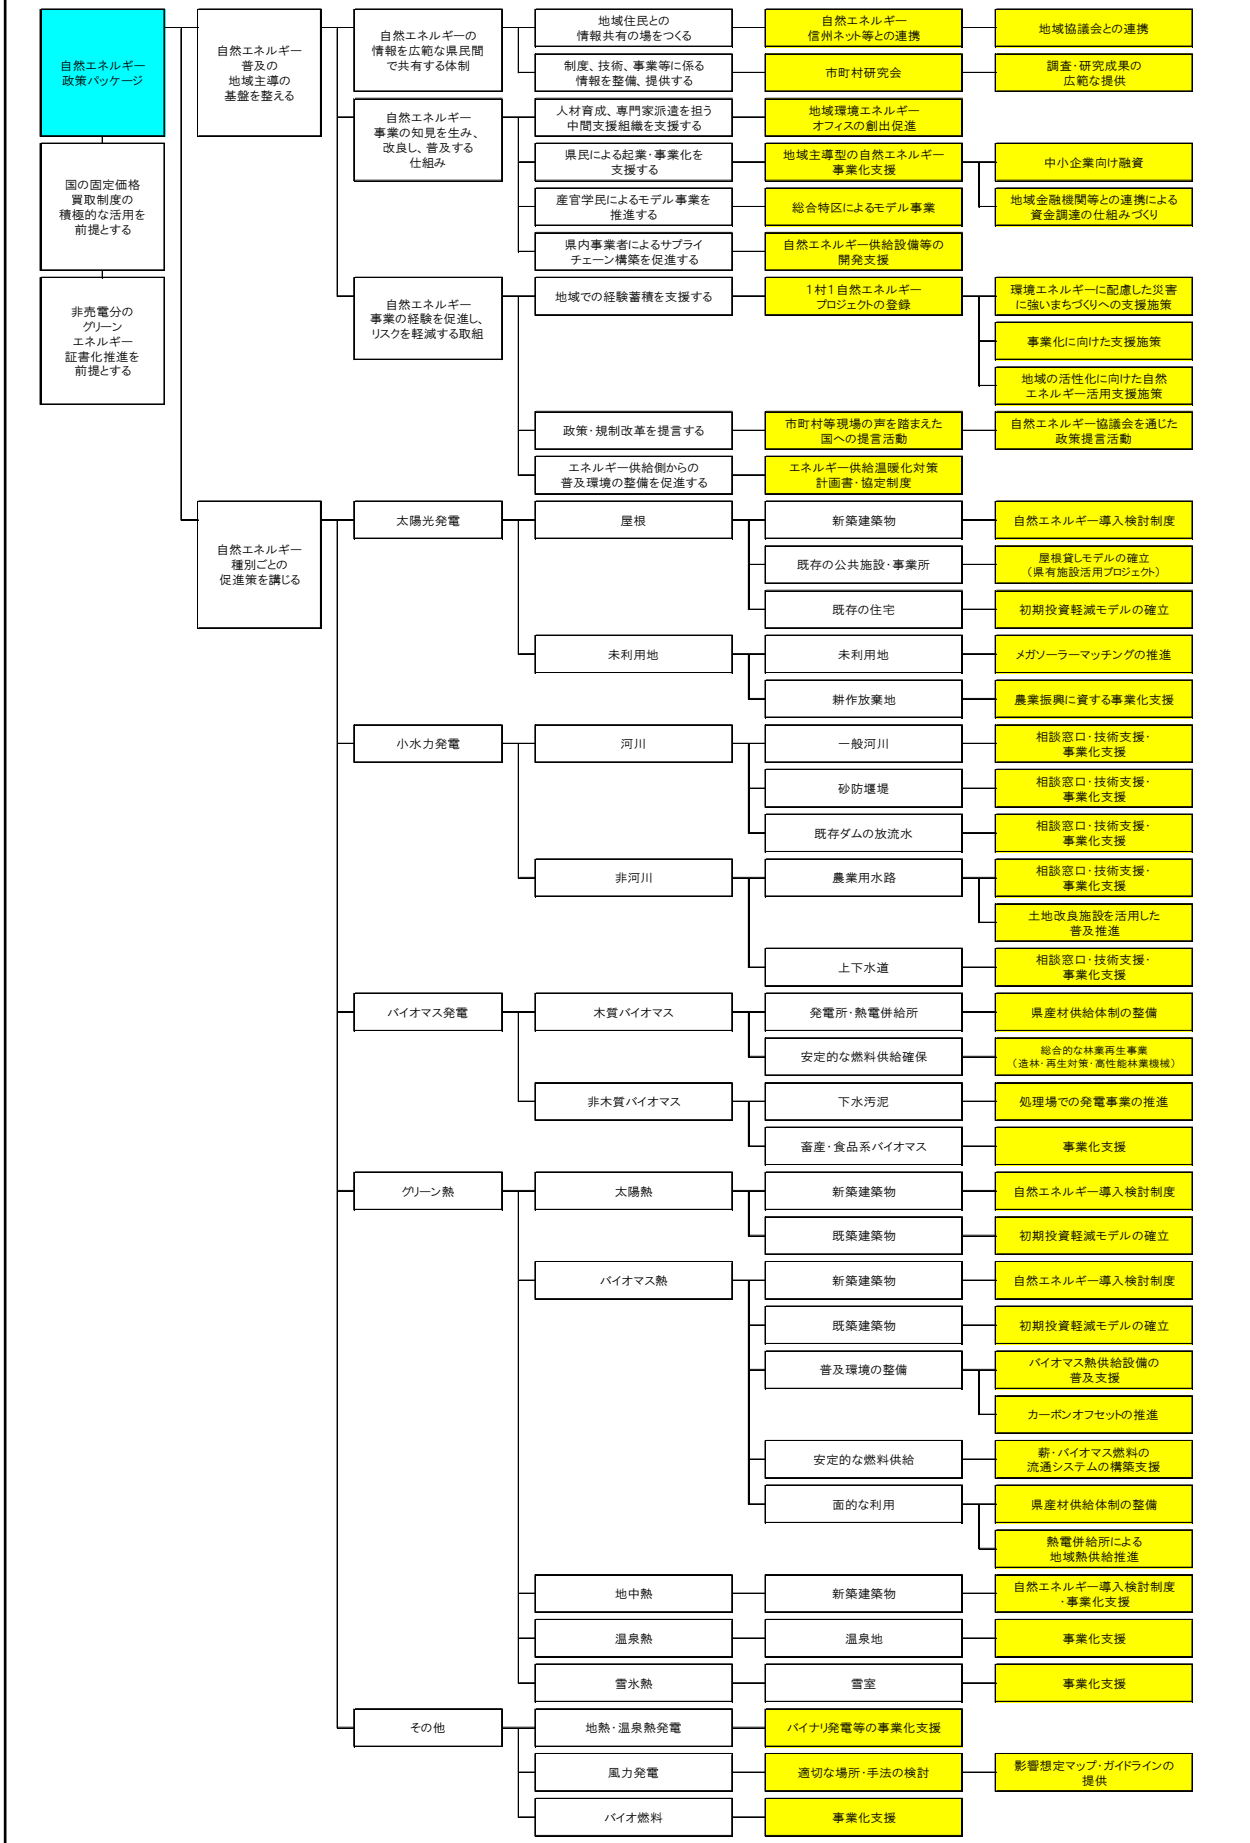 自然エネルギー
政策パッケージ
国の固定価格
買取制度の
積極的な活用を
前提とする
非売電分の
グリーン
エネルギー
証書化推進を
前提とする
自然エネルギー
普及の
地域主導の
基盤を整える
自然エネルギーの
情報を広範な県民間
で共有する体制
地域住民との
情報共有の場をつくる
自然エネルギー
信州ネット等との連携
地域協議会との連携
制度、技術、事業等に係る
情報を整備、提供する
市町村研究会
調査・研究成果の
広範な提供
自然エネルギー
事業の知見を生み、
改良し、普及する
仕組み
人材育成、専門家派遣を担う
中間支援組織を支援する
地域環境エネルギー
オフィスの創出促進
県民による起業・事業化を
支援する
地域主導型の自然エネルギー
事業化支援
中小企業向け融資
地域金融機関等との連携による
資金調達の仕組みづくり
産官学民によるモデル事業を
推進する
総合特区によるモデル事業
県内事業者によるサプライ
チェーン構築を促進する
自然エネルギー供給設備等の
開発支援
自然エネルギー
事業の経験を促進し、
リスクを軽減する取組
地域での経験蓄積を支援する
1村1自然エネルギー
プロジェクトの登録
環境エネルギーに配慮した災害
に強いまちづくりへの支援施策
事業化に向けた支援施策
地域の活性化に向けた自然
エネルギー活用支援施策
政策・規制改革を提言する
市町村等現場の声を踏まえた
国への提言活動
自然エネルギー協議会を通じた
政策提言活動
エネルギー供給側からの
普及環境の整備を促進する
エネルギー供給温暖化対策
計画書・協定制度
自然エネルギー
種別ごとの
促進策を講じる
太陽光発電
屋根
新築建築物
自然エネルギー導入検討制度
既存の公共施設・事業所
屋根貸しモデルの確立
（県有施設活用プロジェクト）
既存の住宅
初期投資軽減モデルの確立
未利用地
未利用地
メガソーラーマッチングの推進
耕作放棄地
農業振興に資する事業化支援
小水力発電
河川
一般河川
相談窓口・技術支援・
事業化支援
砂防堰堤
相談窓口・技術支援・
事業化支援
既存ダムの放流水
相談窓口・技術支援・
事業化支援
非河川
農業用水路
相談窓口・技術支援・
事業化支援
土地改良施設を活用した
普及推進
上下水道
相談窓口・技術支援・
事業化支援
バイオマス発電
木質バイオマス
発電所・熱電併給所
県産材供給体制の整備
安定的な燃料供給確保
総合的な林業再生事業
（造林・再生対策・高性能林業機械）
非木質バイオマス
下水汚泥
処理場での発電事業の推進
畜産・食品系バイオマス
事業化支援
グリーン熱
太陽熱
新築建築物
自然エネルギー導入検討制度
既築建築物
初期投資軽減モデルの確立
バイオマス熱
新築建築物
自然エネルギー導入検討制度
既築建築物
初期投資軽減モデルの確立
普及環境の整備
バイオマス熱供給設備の
普及支援
カーボンオフセットの推進
安定的な燃料供給
薪・バイオマス燃料の
流通システムの構築支援
面的な利用
県産材供給体制の整備
熱電併給所による
地域熱供給推進
地中熱
新築建築物
自然エネルギー導入検討制度
・事業化支援
温泉熱
温泉地
事業化支援
雪氷熱
雪室
事業化支援
その他
地熱・温泉熱発電
バイナリ発電等の事業化支援
風力発電
適切な場所・手法の検討
影響想定マップ・ガイドラインの
提供
バイオ燃料
事業化支援